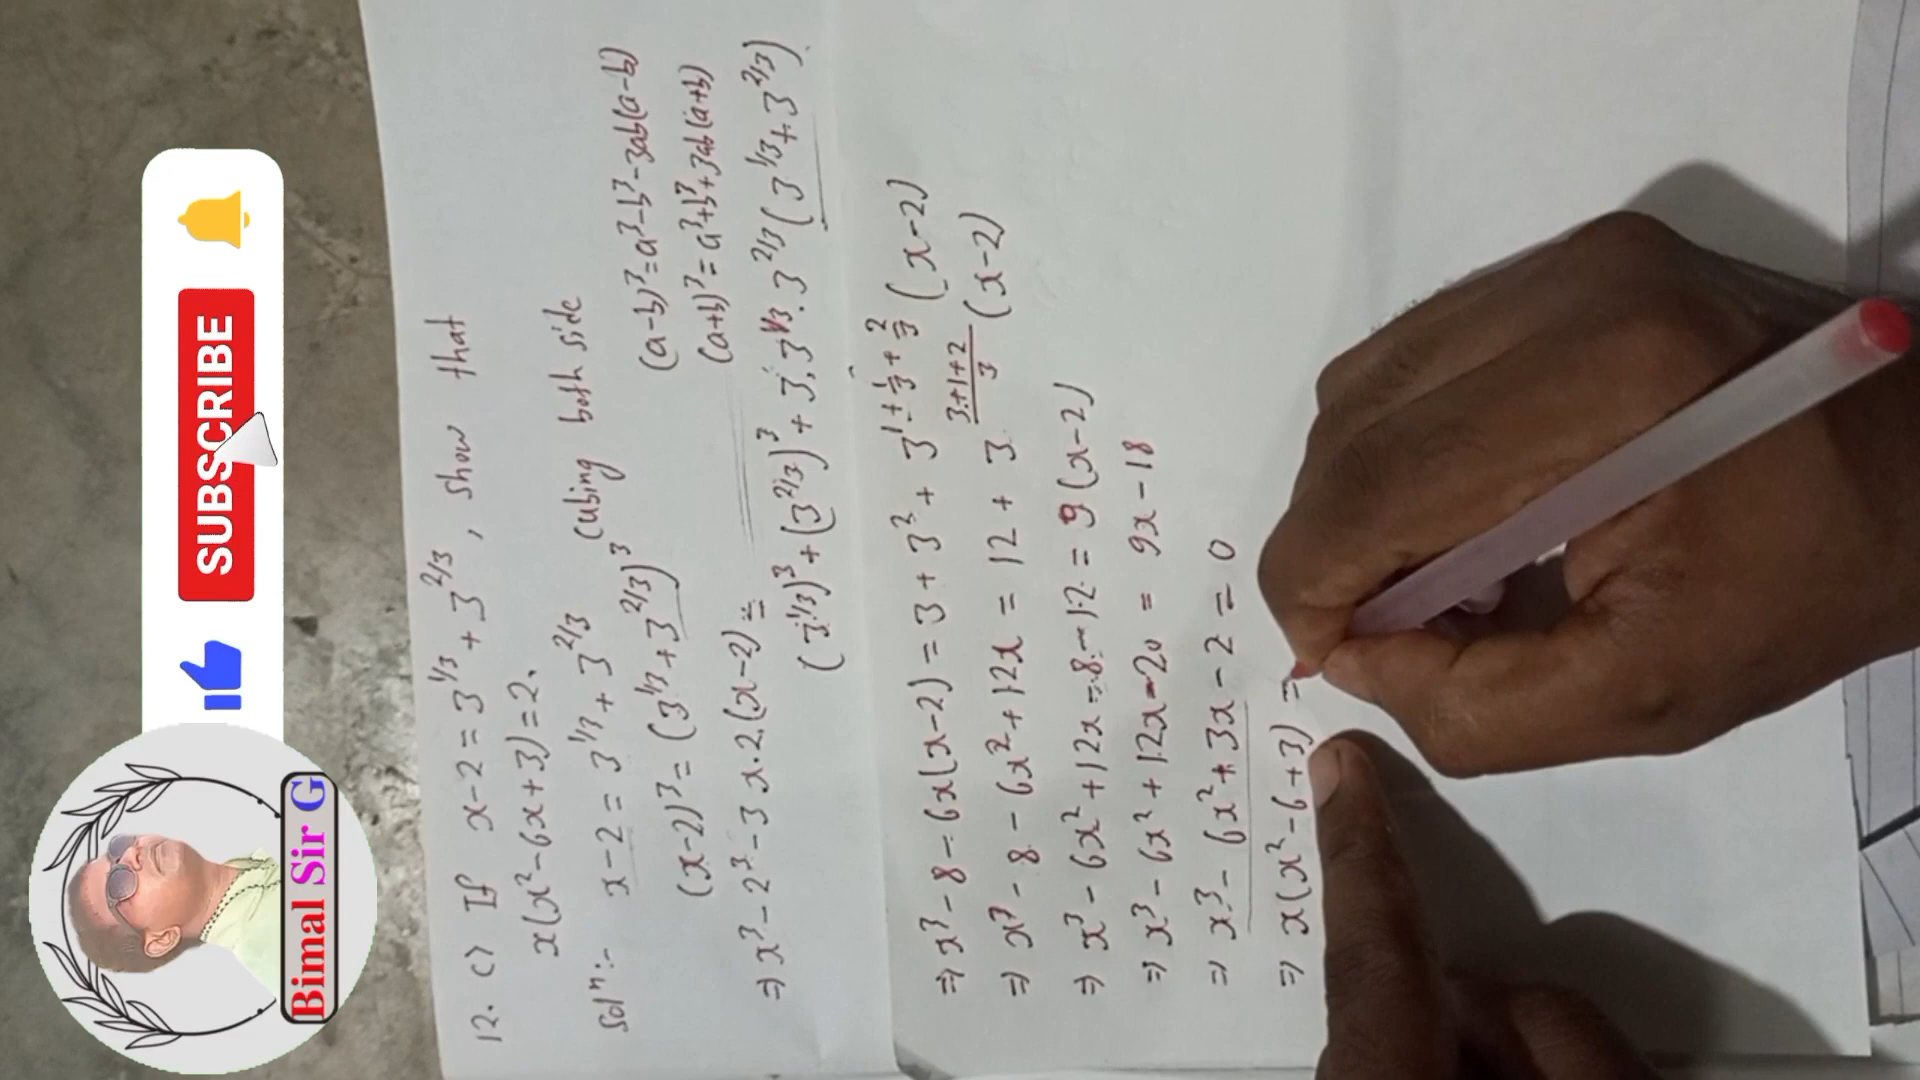 12. c) If x-2 = 3^1/3 + 3^2/3, show that
x(x²-6x+3)=2.
Solⁿ:- x-2 = 3^1/3 + 3^2/3 Cubing both side
(x-2)³ = (3^1/3 + 3^2/3)³
(a-b)³ = a³-b³-3ab(a-b)
(a+b)³ = a³+b³+3ab(a+b)
⇒ x³ - 2³ - 3x.2(x-2) =
(3^1/3)³ + (3^2/3)³ + 3.3^1/3.3^2/3 (3^1/3 + 3^2/3)
⇒ x³ - 8 - 6x(x-2) = 3 + 3² + 3^1+1/3+2/3 (x-2)
⇒ x³ - 8 - 6x² + 12x = 12 + 3^(3+1+2)/3 (x-2)
⇒ x³ - 6x² + 12x - 8 - 12 = 9(x-2)
⇒ x³ - 6x² + 12x - 20 = 9x - 18
⇒ x³ - 6x² + 3x - 2 = 0
⇒ x(x² - 6 + 3) =
SUBSCRIBE
Bimal Sir G